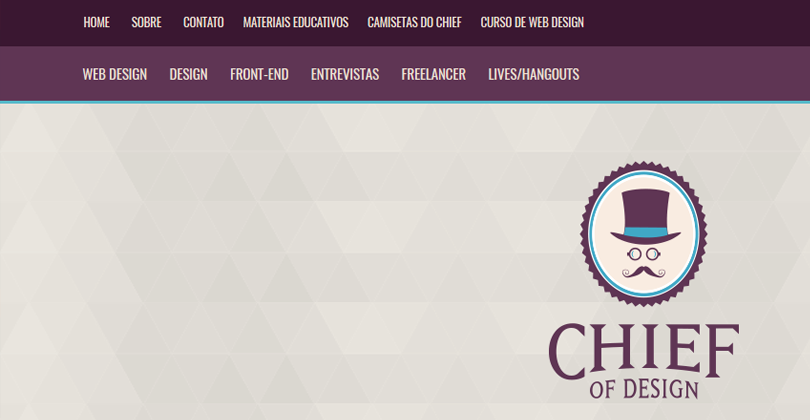 HOME SOBRE CONTATO MATERIAIS EDUCATIVOS CAMISETAS DO CHIEF CURSO DE WEB DESIGN
WEB DESIGN DESIGN FRONT-END ENTREVISTAS FREELANCER LIVES/HANGOUTS
CHIEF
OF DESIGN